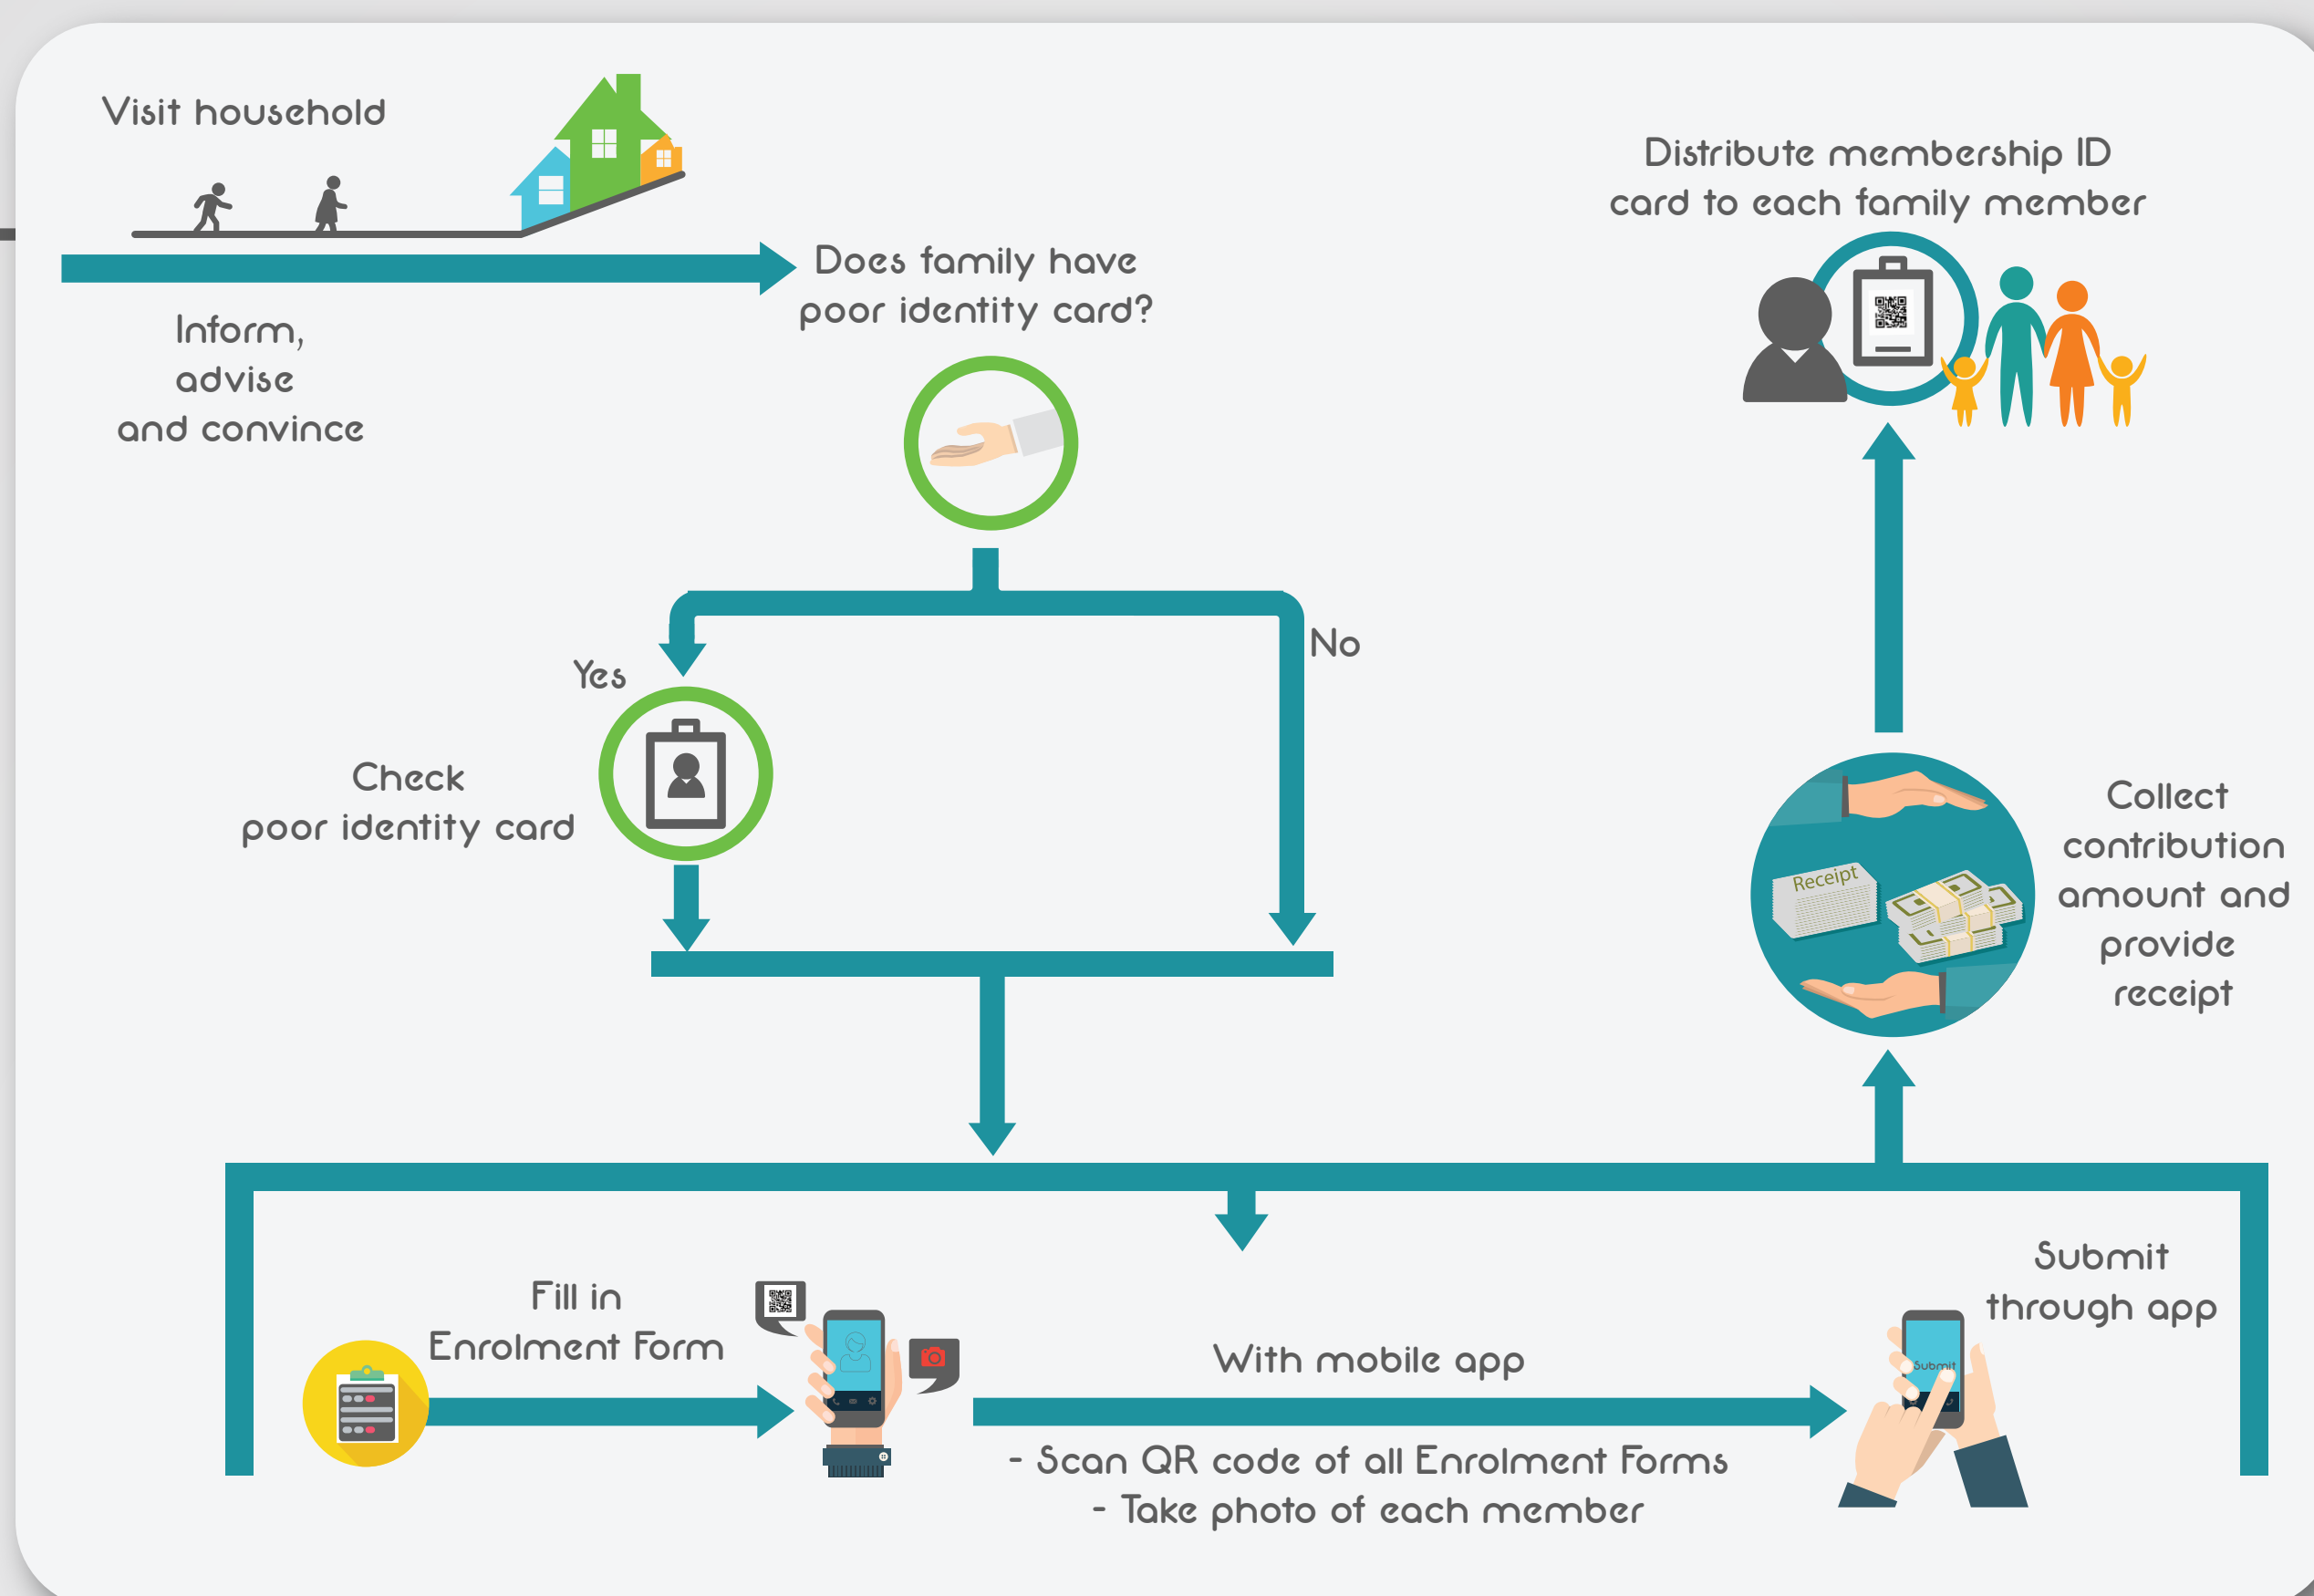 Visit household
Inform,
advise
and convince
Does family have
poor identity card?
Yes
No
Check
poor identity card
Fill in
Enrolment Form
With mobile app
- Scan QR code of all Enrolment Forms
- Take photo of each member
Submit
through app
Submit
Collect
contribution
amount and
provide
receipt
Receipt
Distribute membership ID
card to each family member